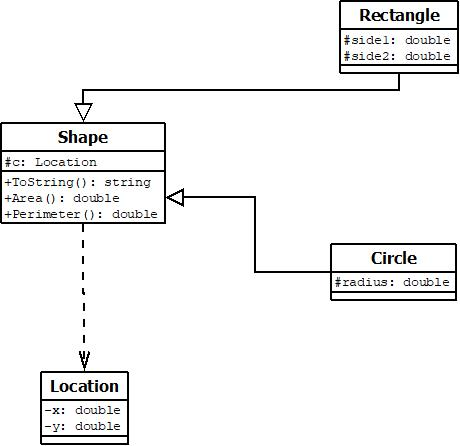 Rectangle
#side1: double
#side2: double
Shape
#c: Location
+ToString(): string
+Area(): double
+Perimeter(): double
Circle
#radius: double
Location
-x: double
-y: double